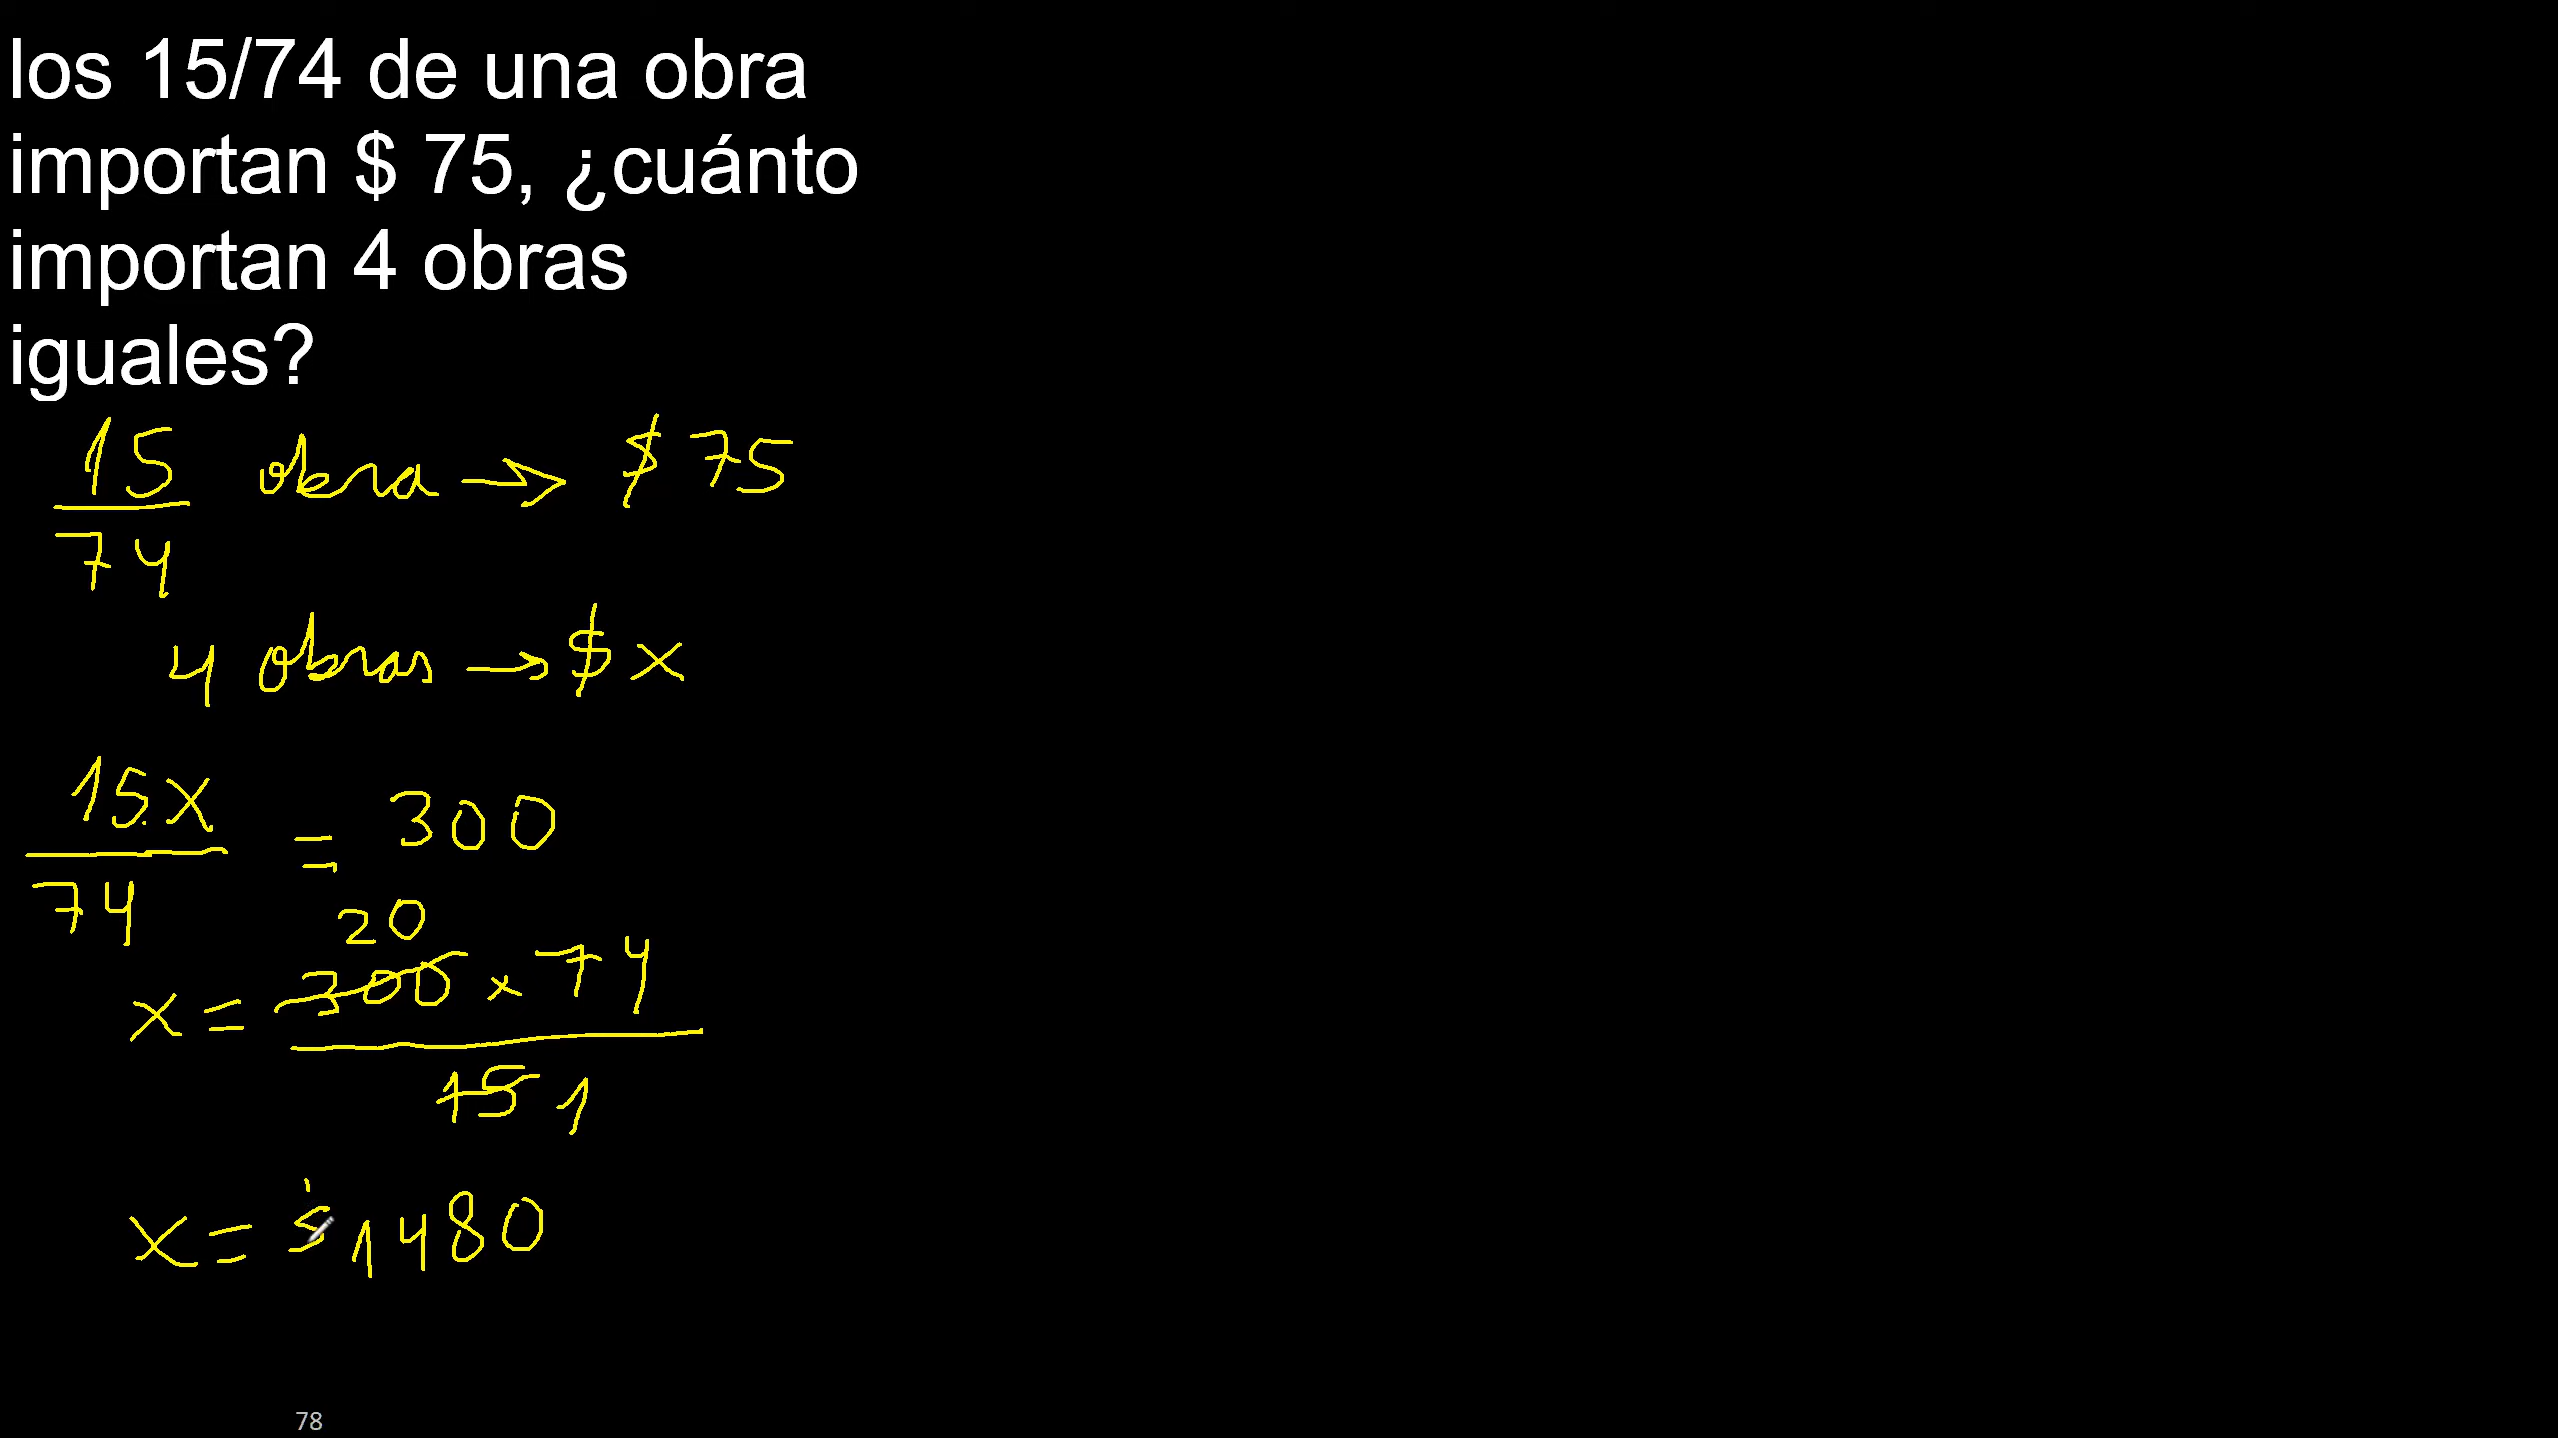 los 15/74 de una obra
importan $ 75, ¿cuánto
importan 4 obras
iguales?
15/74 obra → $ 75
4 obras → $ x
15.x/74 = 300
20
x = 300 x 74
15 1
x = $ 1480
78